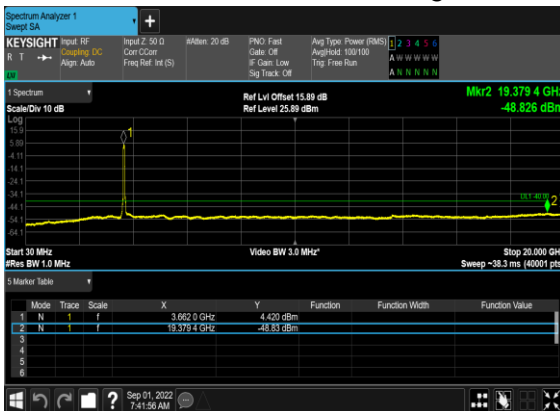 Spectrum Analyzer 1
Swept SA
KEYSIGHT
R T
LV
Input: RF
Coupling: DC
Align: Auto
Input Z: 50 Ω
Corr CCorr
Freq Ref: Int (S)
#Atten: 20 dB
PNO: Fast
Gate: Off
IF Gain: Low
Sig Track: Off
Avg Type: Power (RMS)
Avg|Hold: 100/100
Trig: Free Run
1 2 3 4 5 6
A W W W W W
A N N N N N
1 Spectrum
Scale/Div 10 dB
Ref Lvl Offset 15.89 dB
Ref Level 25.89 dBm
Mkr2 19.379 4 GHz
-48.826 dBm
Log
15.9
5.89
-4.11
-14.1
-24.1
-34.1
-44.1
-54.1
-64.1
1
2
Start 30 MHz
#Res BW 1.0 MHz
Video BW 3.0 MHz*
Stop 20.000 GH
Sweep ~38.3 ms (40001 pts
5 Marker Table
Mode Trace Scale X Y Function Function Width Function Value
1 N 1 f 3.662 0 GHz 4.420 dBm
2 N 1 f 19.379 4 GHz -48.83 dBm
3
4
5
6
?
Sep 01, 2022
7:41:56 AM